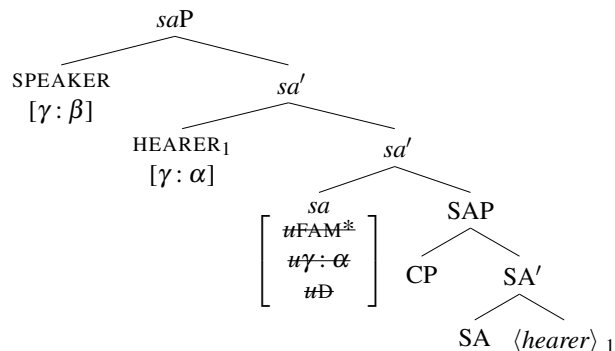 saP
SPEAKER
[γ : β]
sa′
HEARER1
[γ : α]
sa′
sa
uFAM*
uγ : α
uD
SAP
CP
SA′
SA
⟨hearer⟩ 1